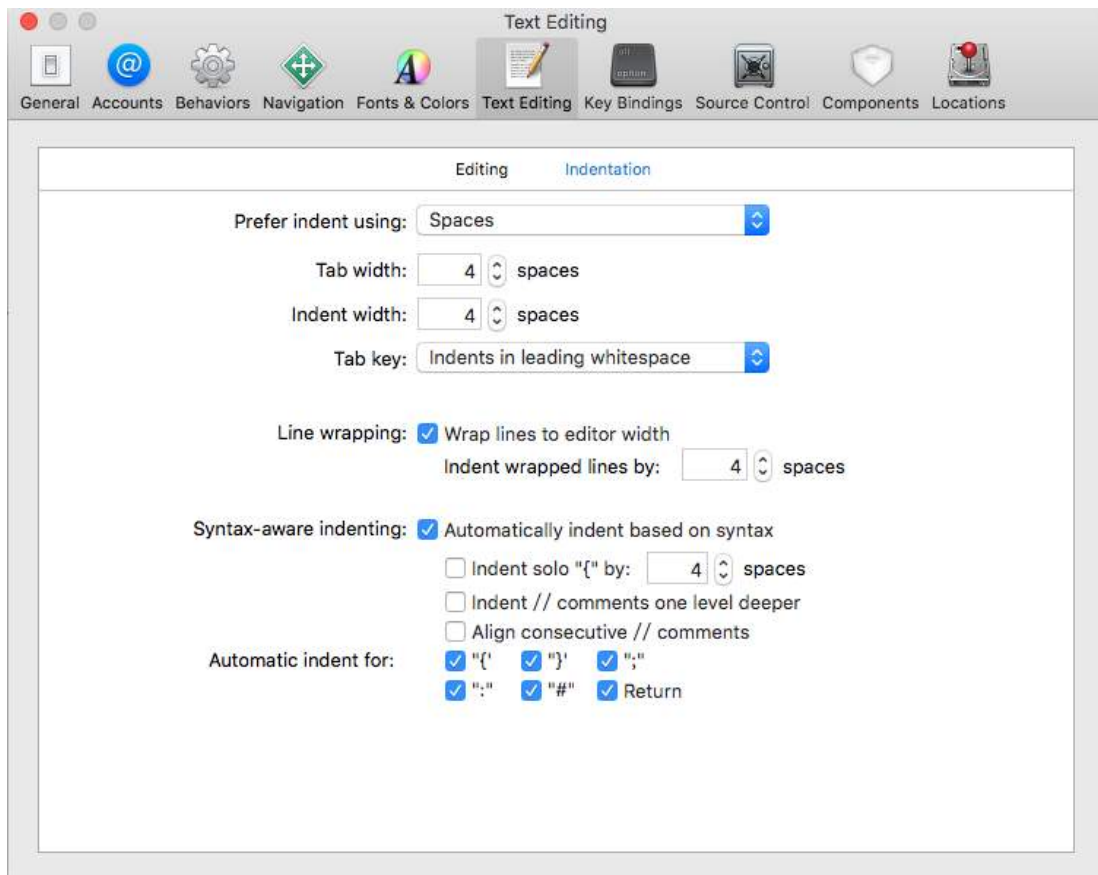 Text Editing
General Accounts Behaviors Navigation Fonts & Colors Text Editing Key Bindings Source Control Components Locations
Editing Indentation
Prefer indent using: Spaces
Tab width: 4 spaces
Indent width: 4 spaces
Tab key: Indents in leading whitespace
Line wrapping: Wrap lines to editor width
Indent wrapped lines by: 4 spaces
Syntax-aware indenting: Automatically indent based on syntax
Indent solo "{" by: 4 spaces
Indent // comments one level deeper
Align consecutive // comments
Automatic indent for: "{' "}' ";"
":" "#" Return